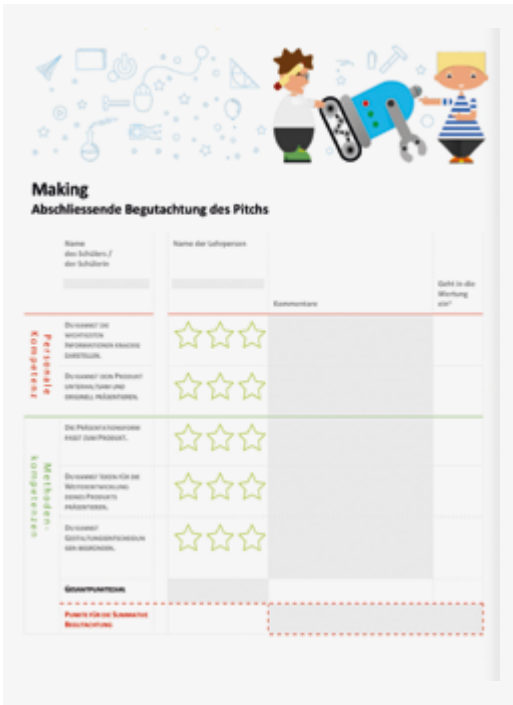 Making
Abschliessende Begutachtung des Pitchs
Name
des Schülers /
der Schülerin
Name der Lehrperson
Kommentare
Geht in die
Wertung
ein?
Personale
Kompetenz
DU KANNST DIE
WICHTIGSTEN
INFORMATIONEN KNACKIG
DARSTELLEN.
DU KANNST DEIN PRODUKT
UNTERHALTSAM UND
ORIGINELL PRÄSENTIEREN.
Methoden-
kompetenzen
DIE PRÄSENTATIONSFORM
PASST ZUM PRODUKT.
DU KANNST IDEEN FÜR DIE
WEITERENTWICKLUNG
DEINES PRODUKTS
PRÄSENTIEREN.
DU KANNST
GESTALTUNGSENTSCHEIDUN
GEN BEGRÜNDEN.
GESAMTPUNKTEZAHL
PUNKTE FÜR DIE SUMMATIVE
BEGUTACHTUNG